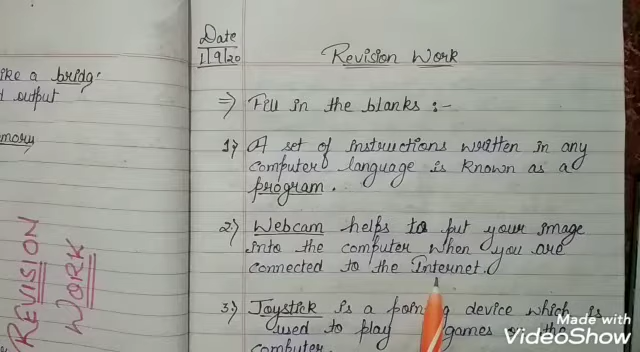 ike a bridge
output
mory
REVISION
WORK
Date
1/9/20
Revision Work
=> Fill in the blanks :-
1) A set of instructions written in any
computer language is known as a
program.
2) Webcam helps to put your image
into the computer when you are
connected to the Internet.
3) Joystick is a device which is
used to play games on the
computer.
Made with
VideoShow